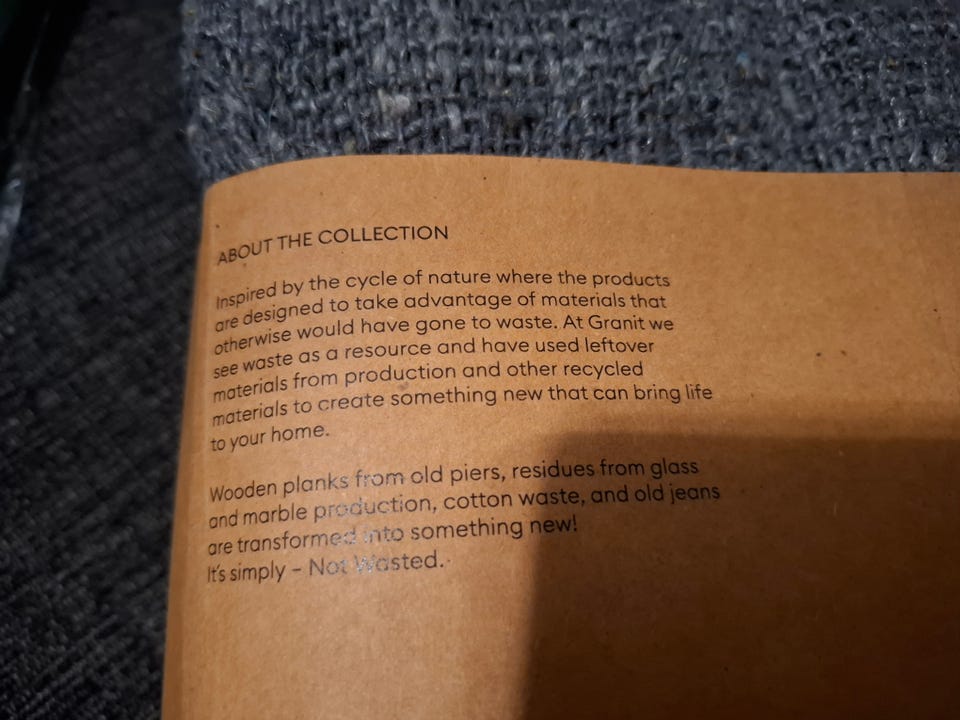 ABOUT THE COLLECTION
Inspired by the cycle of nature where the products
are designed to take advantage of materials that
otherwise would have gone to waste. At Granit we
see waste as a resource and have used leftover
materials from production and other recycled
materials to create something new that can bring life
to your home.
Wooden planks from old piers, residues from glass
and marble production, cotton waste, and old jeans
are transformed into something new!
It's simply – Not Wasted.